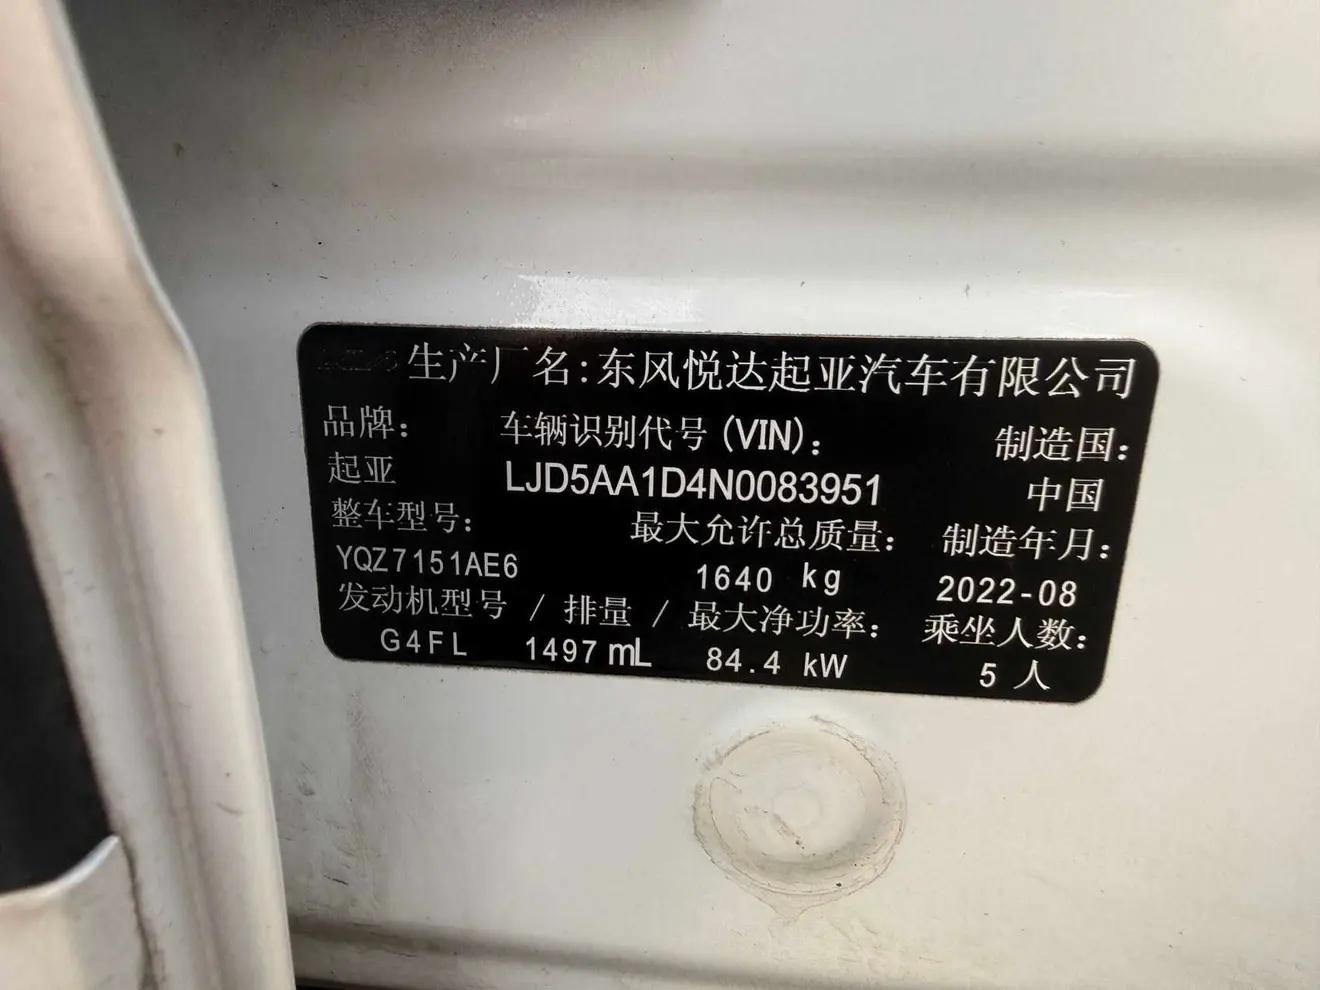 生产厂名:东风悦达起亚汽车有限公司
品牌: 车辆识别代号(VIN): 制造国:
起亚 LJD5AA1D4N0083951 中国
整车型号: 最大允许总质量: 制造年月:
YQZ7151AE6 1640 kg 2022-08
发动机型号 / 排量 / 最大净功率: 乘坐人数:
G4FL 1497 mL 84.4 kW 5 人